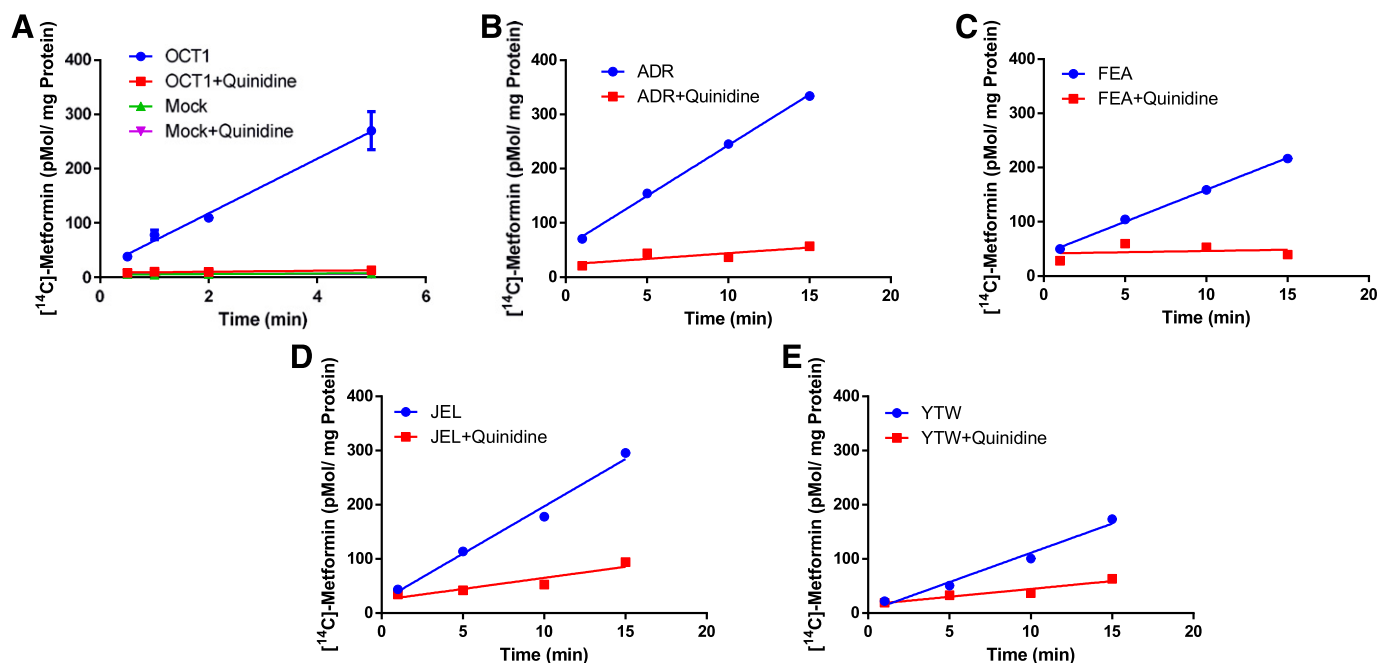 A
[¹⁴C]-Metformin (pMol/ mg Protein)
OCT1
OCT1+Quinidine
Mock
Mock+Quinidine
400
300
200
100
0
0 2 4 6
Time (min)
B
[¹⁴C]-Metformin (pMol/ mg Protein)
ADR
ADR+Quinidine
400
300
200
100
0
0 5 10 15 20
Time (min)
C
[¹⁴C]-Metformin (pMol/ mg Protein)
FEA
FEA+Quinidine
400
300
200
100
0
0 5 10 15 20
Time (min)
D
[¹⁴C]-Metformin (pMol/ mg Protein)
JEL
JEL+Quinidine
400
300
200
100
0
0 5 10 15 20
Time (min)
E
[¹⁴C]-Metformin (pMol/ mg Protein)
YTW
YTW+Quinidine
400
300
200
100
0
0 5 10 15 20
Time (min)